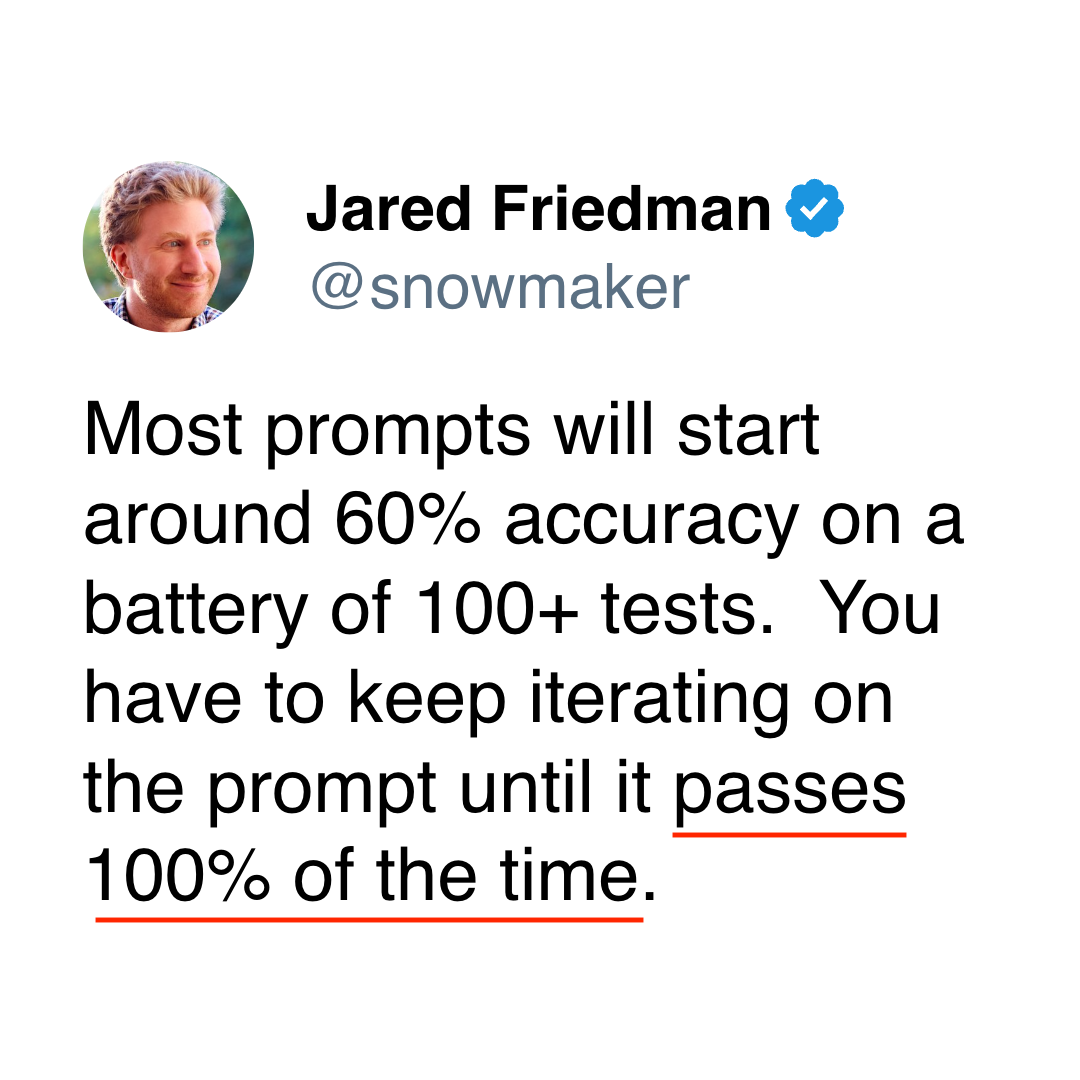 Jared Friedman
@snowmaker
Most prompts will start
around 60% accuracy on a
battery of 100+ tests.  You
have to keep iterating on
the prompt until it passes
100% of the time.